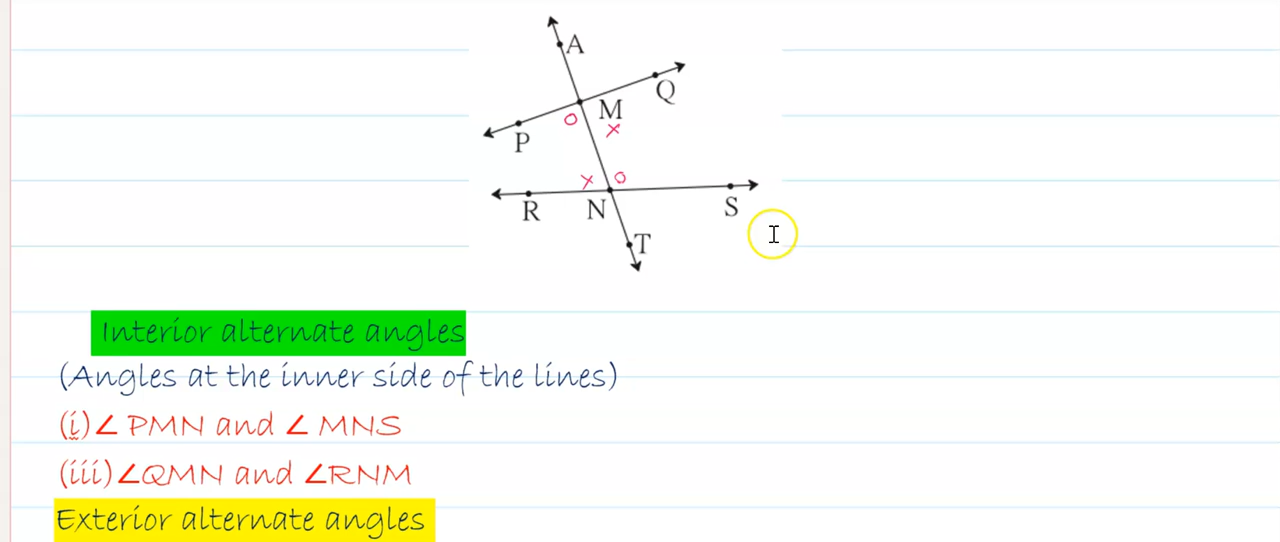 A
Q
M
P
o
x
x o
R N S
T
Interior alternate angles
(Angles at the inner side of the lines)
(i)∠ PMN and ∠ MNS
(iii)∠QMN and ∠RNM
Exterior alternate angles